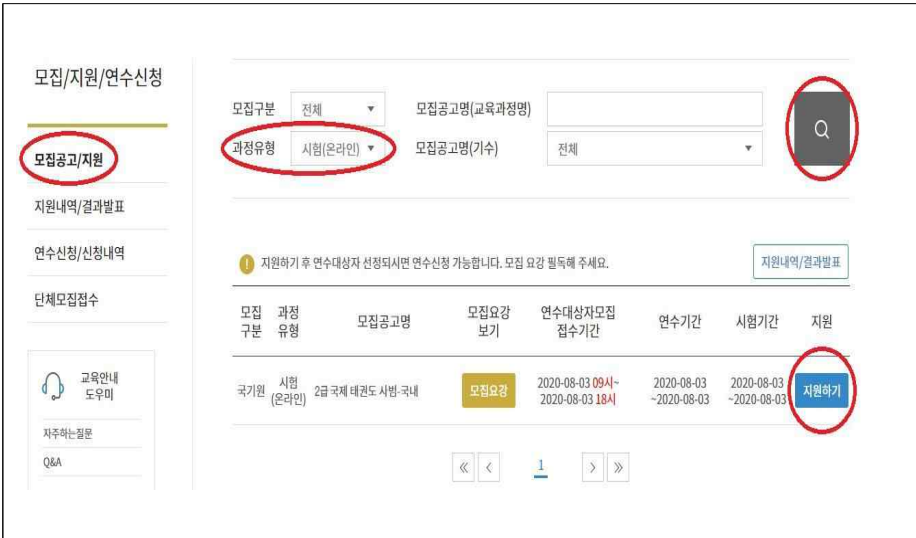 모집/지원/연수신청
모집공고/지원
지원내역/결과발표
연수신청/신청내역
단체모집접수
교육안내
도우미
자주하는질문
Q&A
모집구분 전체 ▼ 모집공고명(교육과정명)
과정유형 시험(온라인) ▼ 모집공고명(기수) 전체 ▼
! 지원하기 후 연수대상자 선정되시면 연수신청 가능합니다. 모집 요강 필독해 주세요. 지원내역/결과발표
모집 과정 모집공고명 모집요강 연수대상자모집 연수기간 시험기간 지원
구분 유형 보기 접수기간
국기원 시험 2급 국제 태권도 사범-국내 모집요강 2020-08-03 09시~ 2020-08-03 2020-08-03 지원하기
(온라인) 2020-08-03 18시 ~2020-08-03 ~2020-08-03
« < 1 > »